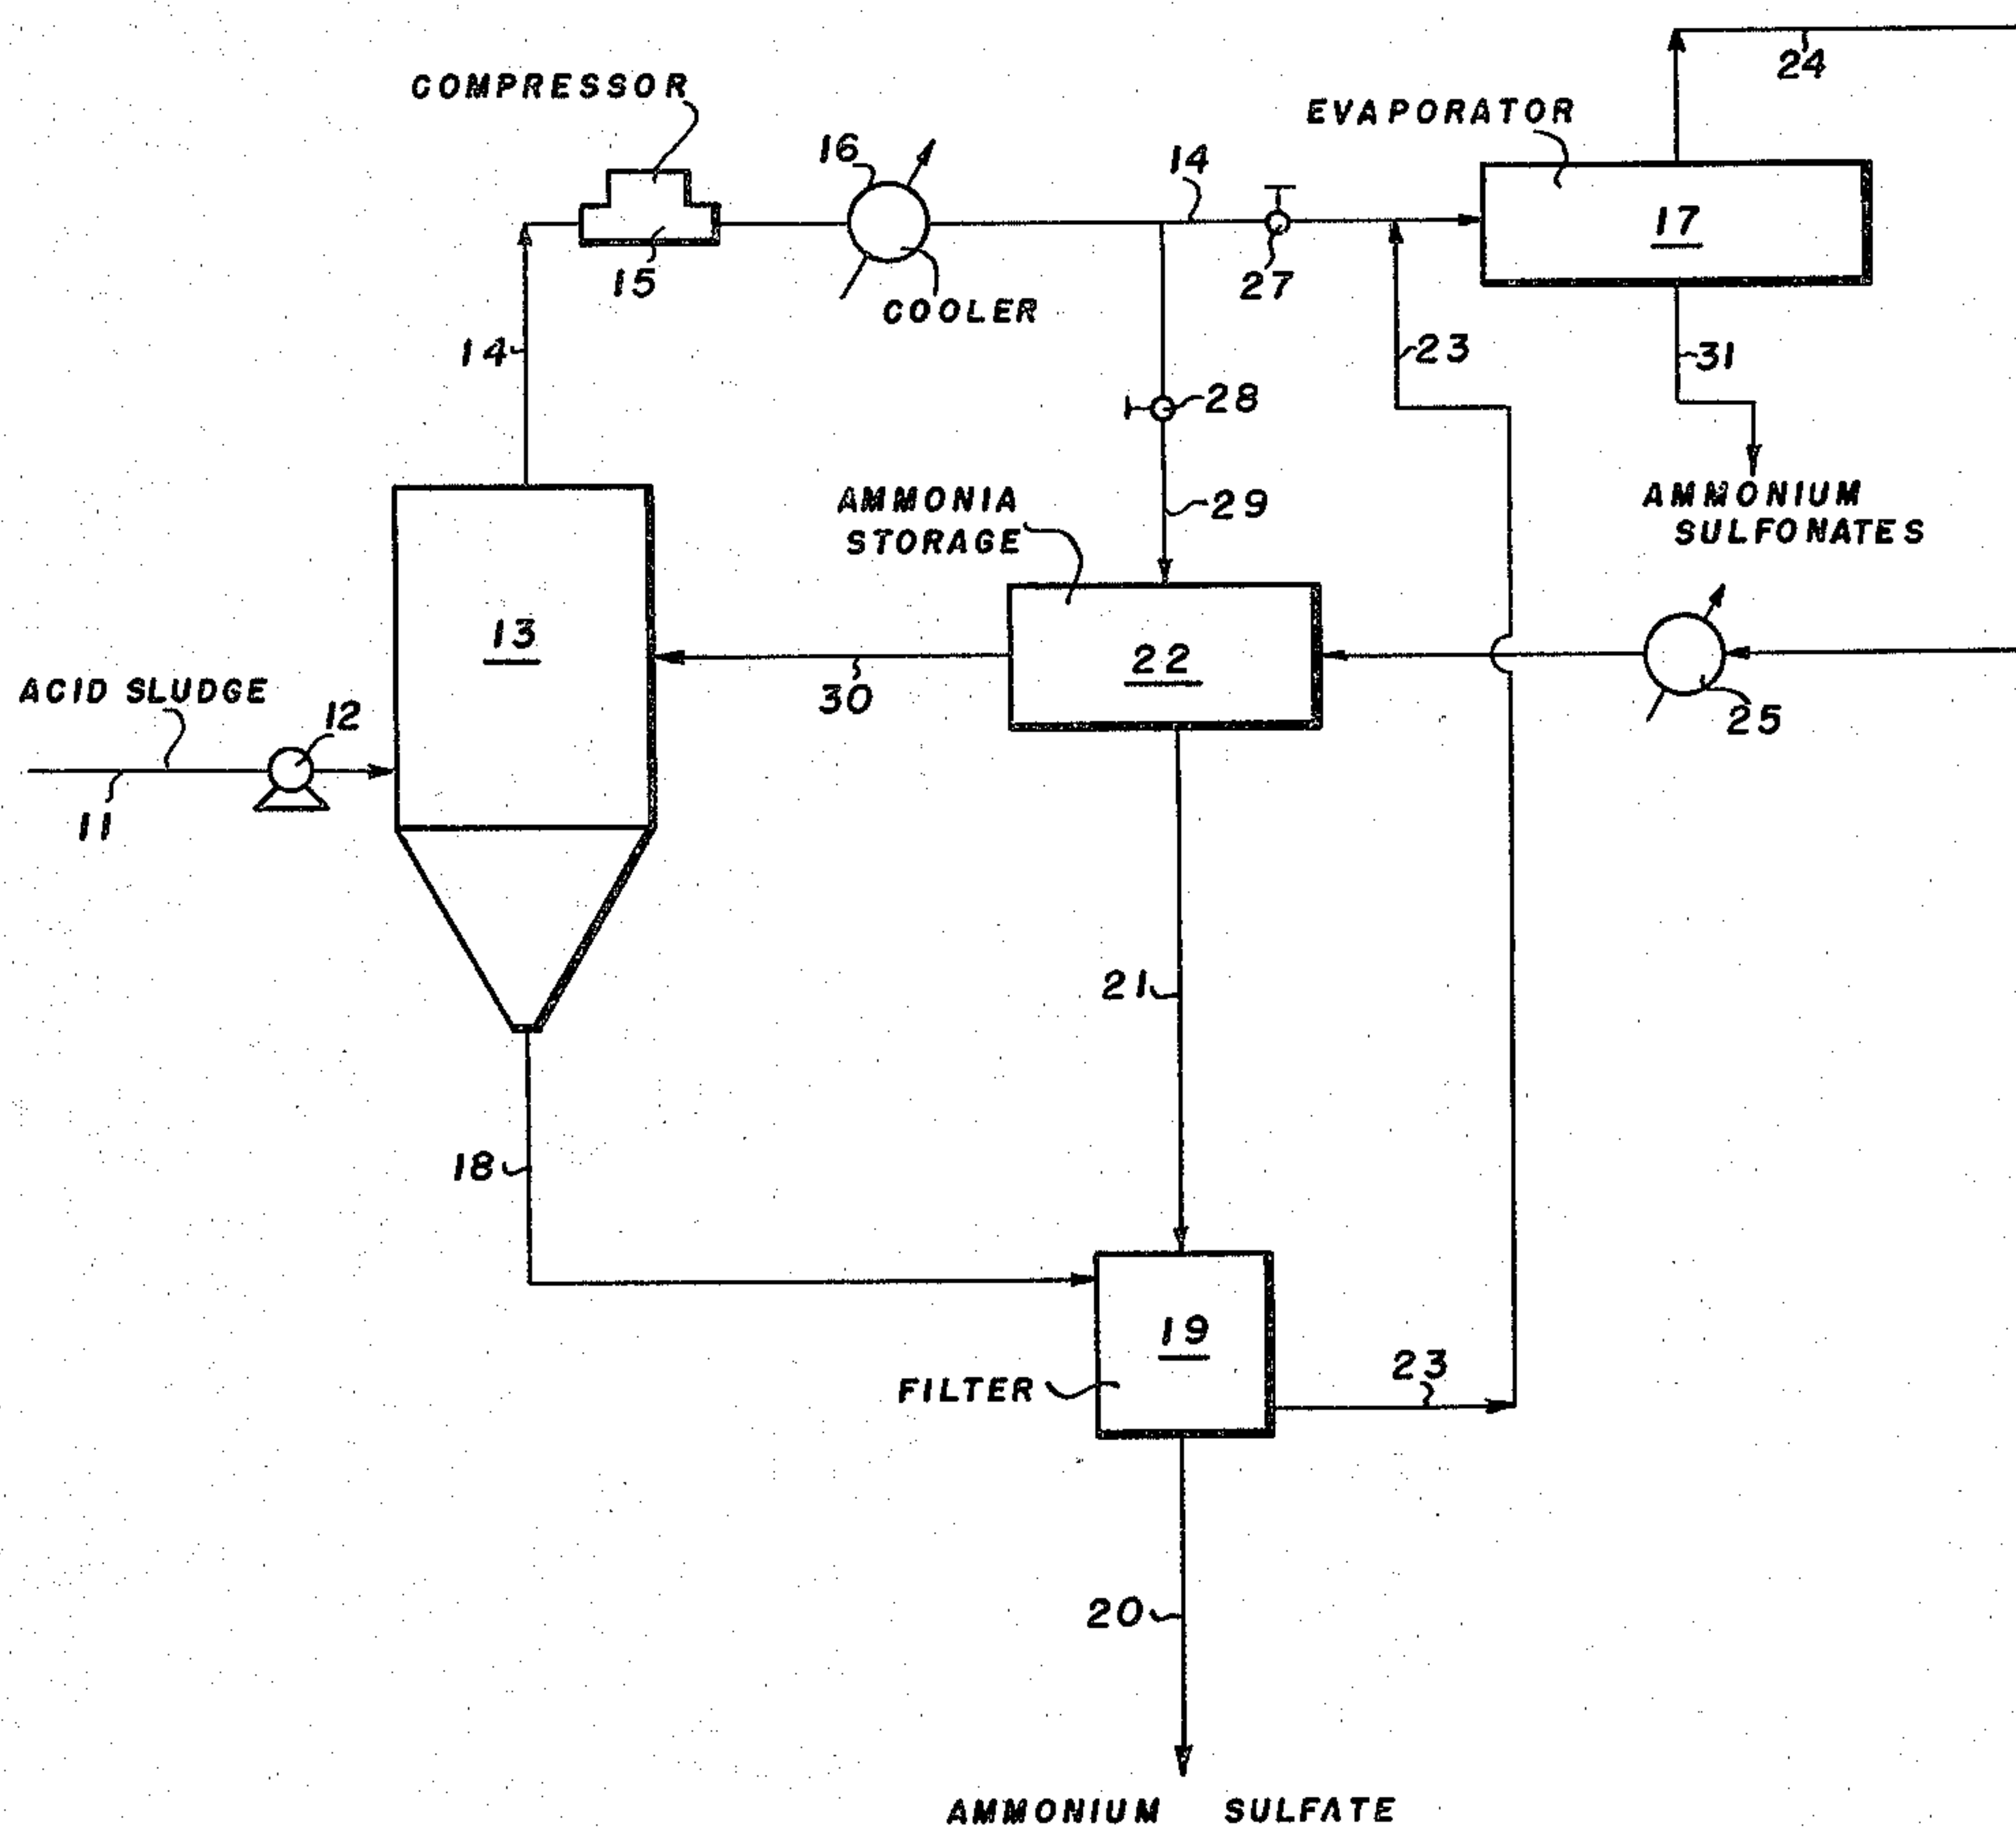 24
COMPRESSOR
EVAPORATOR
16
14
17
15
27
COOLER
14
23
31
28
AMMONIA
STORAGE
29
AMMONIUM
SULFONATES
13
22
30
ACID SLUDGE
12
25
11
21
18
19
FILTER
23
20
AMMONIUM SULFATE